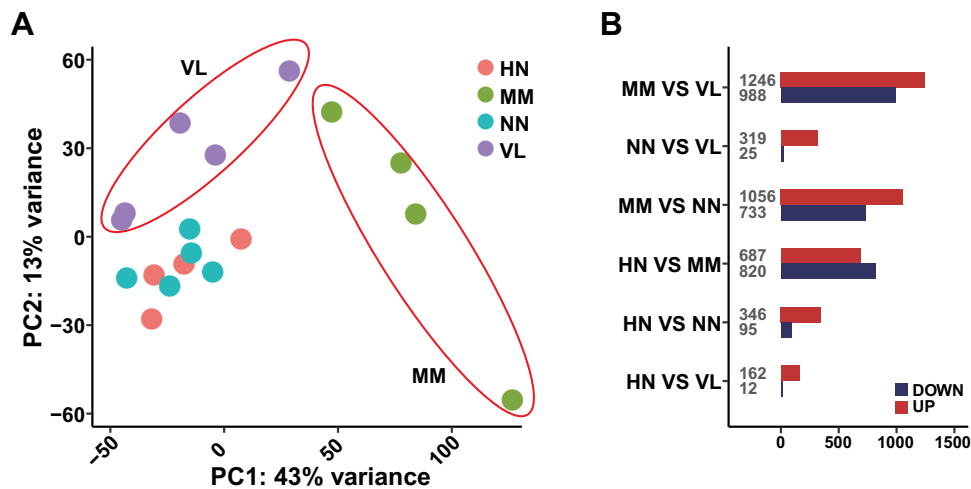 A
PC2: 13% variance
60
30
0
−30
−60
VL
MM
HN
MM
NN
VL
−50
0
50
100
PC1: 43% variance
B
MM VS VL
1246
988
NN VS VL
319
25
MM VS NN
1056
733
HN VS MM
687
820
HN VS NN
346
95
HN VS VL
162
12
DOWN
UP
0
500
1000
1500